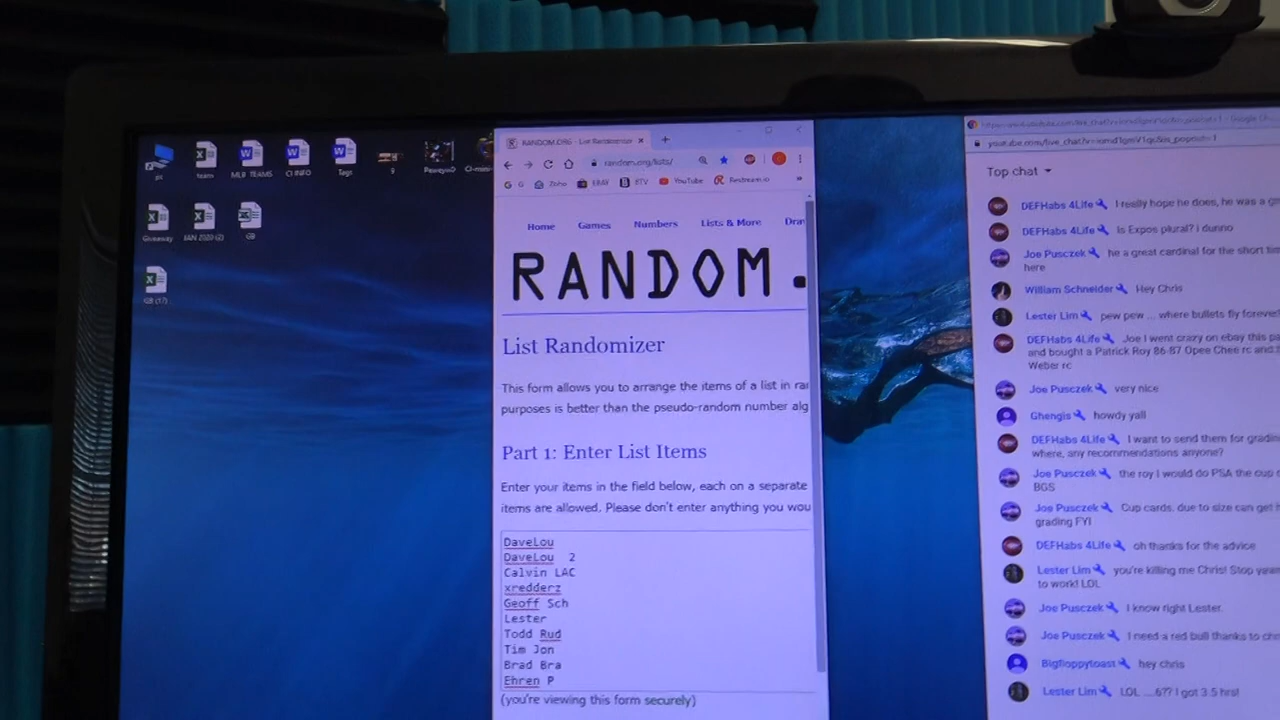 pi
team
MLB TEAMS
CI INFO
Tags
9
Giveaway
JAN 2020 (2)
GB
GB (17)
RANDOM.ORG - List Randomizer
random.org/lists/
G
Zoho
EBAY
BTV
YouTube
Restream.io
Home Games Numbers Lists & More Dra
RANDOM.
List Randomizer
This form allows you to arrange the items of a list in ra
purposes is better than the pseudo-random number alg
Part 1: Enter List Items
Enter your items in the field below, each on a separate
items are allowed. Please don't enter anything you wou
DaveLou
DaveLou 2
Calvin LAC
xredderz
Geoff Sch
Lester
Todd Rud
Tim Jon
Brad Bra
Ehren P
(you're viewing this form securely)
Top chat
DEFHabs 4Life I really hope he does, he was a g
DEFHabs 4Life Is Expos plural? i dunno
Joe Pusczek he a great cardinal for the short tim
here
William Schneider Hey Chris
Lester Lim pew pew ... where bullets fly forever
DEFHabs 4Life Joe I went crazy on ebay this pa
and bought a Patrick Roy 86-87 Opee Chee rc and
Weber rc
Joe Pusczek very nice
Ghengis howdy yall
DEFHabs 4Life I want to send them for grading
where, any recommendations anyone?
Joe Pusczek the roy I would do PSA the cup
BGS
Joe Pusczek Cup cards, due to size can get
grading FYI
DEFHabs 4Life oh thanks for the advice
Lester Lim you're killing me Chris! Stop
to work! LOL
Joe Pusczek I know right Lester.
Joe Pusczek I need a red bull thanks to chr
Bigfloppytoast hey chris
Lester Lim LOL ....6?? I got 3.5 hrs!